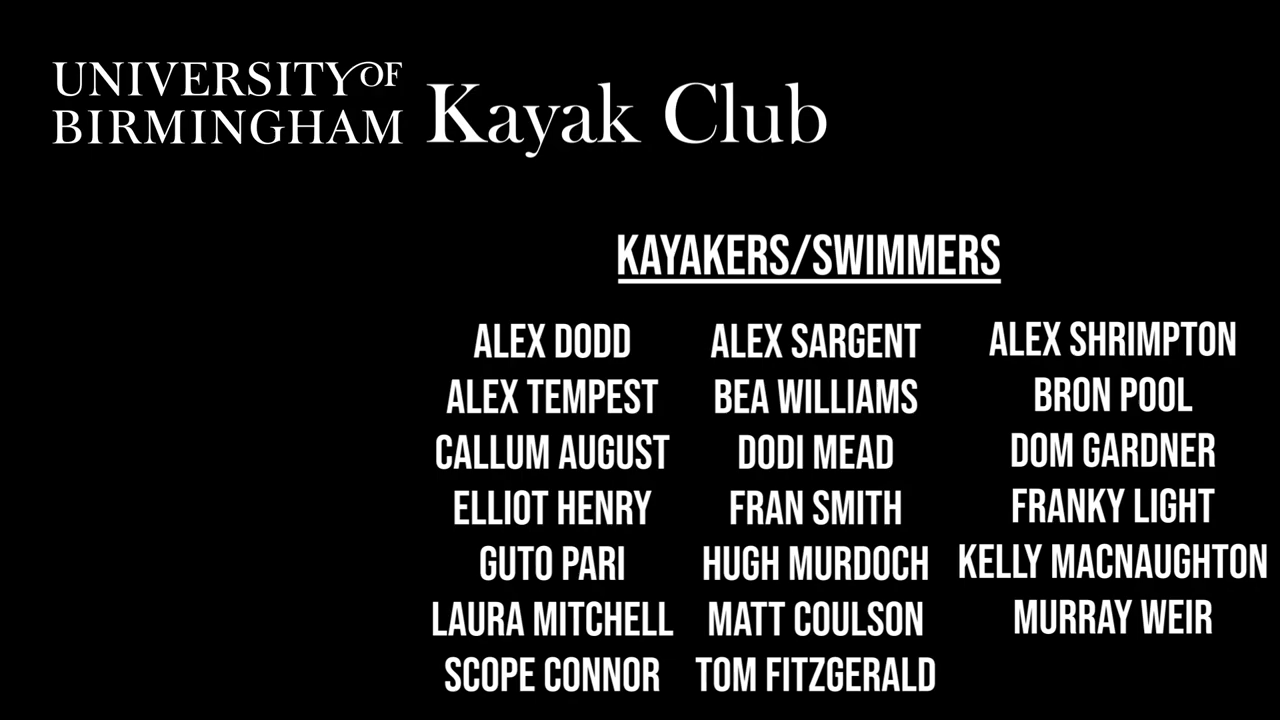 UNIVERSITY OF
BIRMINGHAM
Kayak Club
KAYAKERS/SWIMMERS
ALEX DODD ALEX SARGENT ALEX SHRIMPTON
ALEX TEMPEST BEA WILLIAMS BRON POOL
CALLUM AUGUST DODI MEAD DOM GARDNER
ELLIOT HENRY FRAN SMITH FRANKY LIGHT
GUTO PARI HUGH MURDOCH KELLY MACNAUGHTON
LAURA MITCHELL MATT COULSON MURRAY WEIR
SCOPE CONNOR TOM FITZGERALD